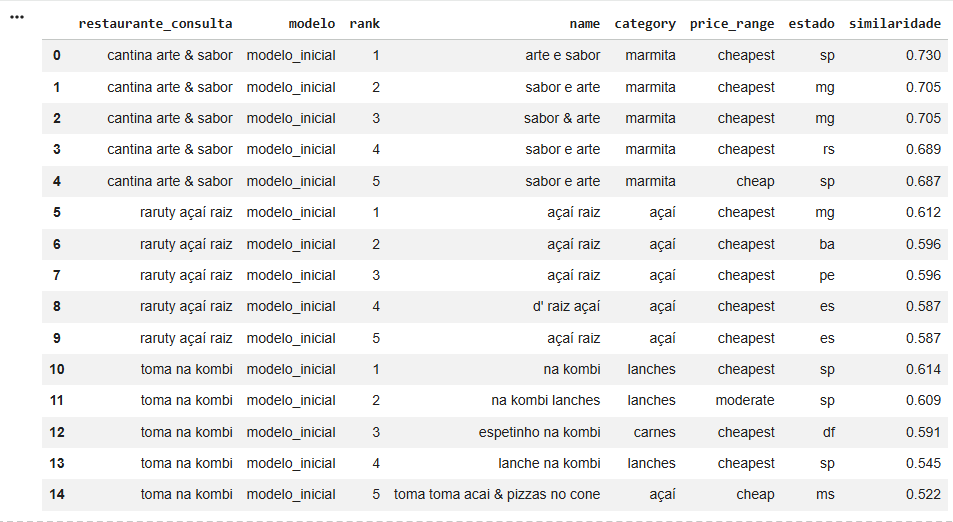 restaurante_consulta modelo rank name category price_range estado similaridade
0 cantina arte & sabor modelo_inicial 1 arte e sabor marmita cheapest sp 0.730
1 cantina arte & sabor modelo_inicial 2 sabor e arte marmita cheapest mg 0.705
2 cantina arte & sabor modelo_inicial 3 sabor & arte marmita cheapest mg 0.705
3 cantina arte & sabor modelo_inicial 4 sabor e arte marmita cheapest rs 0.689
4 cantina arte & sabor modelo_inicial 5 sabor e arte marmita cheap sp 0.687
5 raruty açaí raiz modelo_inicial 1 açaí raiz açaí cheapest mg 0.612
6 raruty açaí raiz modelo_inicial 2 açaí raiz açaí cheapest ba 0.596
7 raruty açaí raiz modelo_inicial 3 açaí raiz açaí cheapest pe 0.596
8 raruty açaí raiz modelo_inicial 4 d' raiz açaí açaí cheapest es 0.587
9 raruty açaí raiz modelo_inicial 5 açaí raiz açaí cheapest es 0.587
10 toma na kombi modelo_inicial 1 na kombi lanches cheapest sp 0.614
11 toma na kombi modelo_inicial 2 na kombi lanches lanches moderate sp 0.609
12 toma na kombi modelo_inicial 3 espetinho na kombi carnes cheapest df 0.591
13 toma na kombi modelo_inicial 4 lanche na kombi lanches cheapest sp 0.545
14 toma na kombi modelo_inicial 5 toma toma acai & pizzas no cone açaí cheap ms 0.522